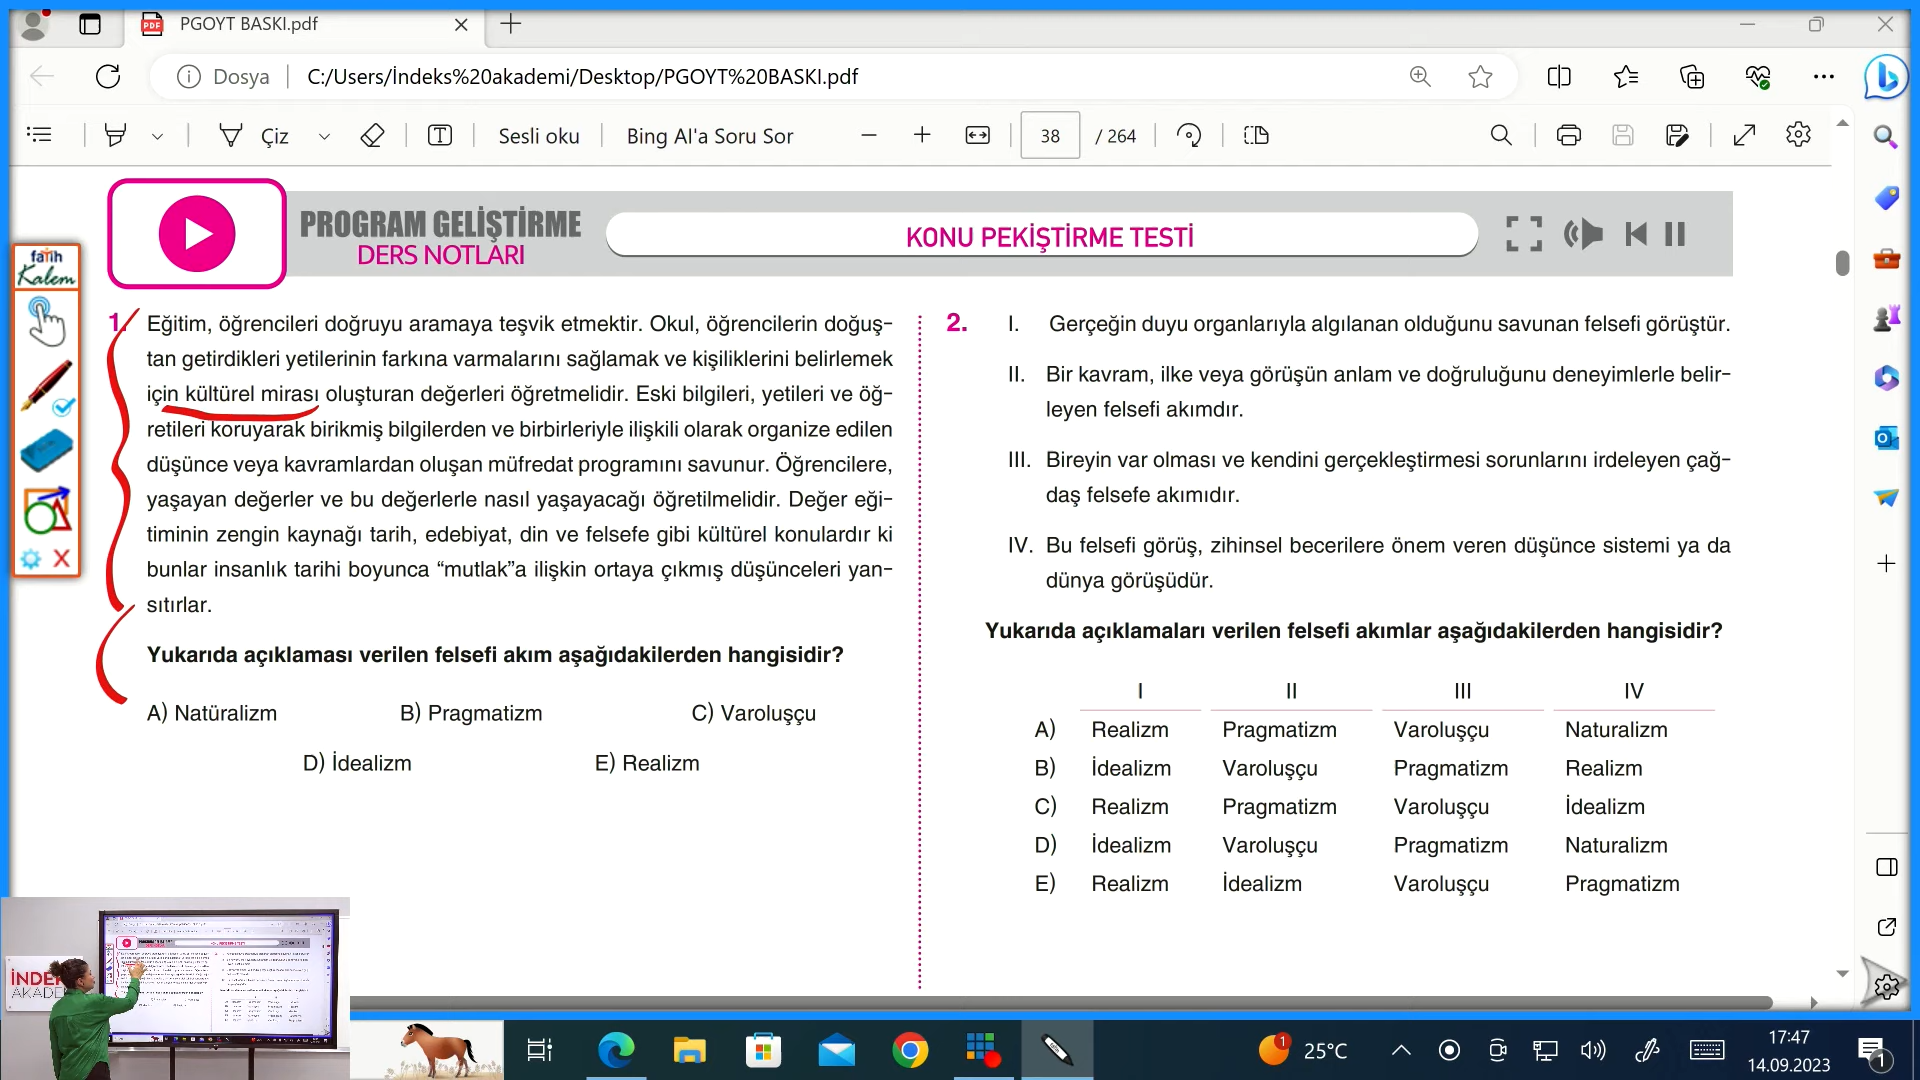 PGOYT BASKI.pdf
Dosya
C:/Users/İndeks%20akademi/Desktop/PGOYT%20BASKI.pdf
Çiz
Sesli oku
Bing AI'a Soru Sor
38
/ 264
PROGRAM GELİŞTİRME
DERS NOTLARI
KONU PEKİŞTİRME TESTİ
fatih
Kalem
1. Eğitim, öğrencileri doğruyu aramaya teşvik etmektir. Okul, öğrencilerin doğuş-
tan getirdikleri yetilerinin farkına varmalarını sağlamak ve kişiliklerini belirlemek
için kültürel mirası oluşturan değerleri öğretmelidir. Eski bilgileri, yetileri ve öğ-
retileri koruyarak birikmiş bilgilerden ve birbirleriyle ilişkili olarak organize edilen
düşünce veya kavramlardan oluşan müfredat programını savunur. Öğrencilere,
yaşayan değerler ve bu değerlerle nasıl yaşayacağı öğretilmelidir. Değer eği-
timinin zengin kaynağı tarih, edebiyat, din ve felsefe gibi kültürel konulardır ki
bunlar insanlık tarihi boyunca “mutlak”a ilişkin ortaya çıkmış düşünceleri yan-
sıtırlar.
Yukarıda açıklaması verilen felsefi akım aşağıdakilerden hangisidir?
A) Natüralizm B) Pragmatizm C) Varoluşçu
D) İdealizm E) Realizm
2. I. Gerçeğin duyu organlarıyla algılanan olduğunu savunan felsefi görüştür.
II. Bir kavram, ilke veya görüşün anlam ve doğruluğunu deneyimlerle belir-
leyen felsefi akımdır.
III. Bireyin var olması ve kendini gerçekleştirmesi sorunlarını irdeleyen çağ-
daş felsefe akımıdır.
IV. Bu felsefi görüş, zihinsel becerilere önem veren düşünce sistemi ya da
dünya görüşüdür.
Yukarıda açıklamaları verilen felsefi akımlar aşağıdakilerden hangisidir?
I II III IV
A) Realizm Pragmatizm Varoluşçu Naturalizm
B) İdealizm Varoluşçu Pragmatizm Realizm
C) Realizm Pragmatizm Varoluşçu İdealizm
D) İdealizm Varoluşçu Pragmatizm Naturalizm
E) Realizm İdealizm Varoluşçu Pragmatizm
1
25°C
17:47
14.09.2023
1